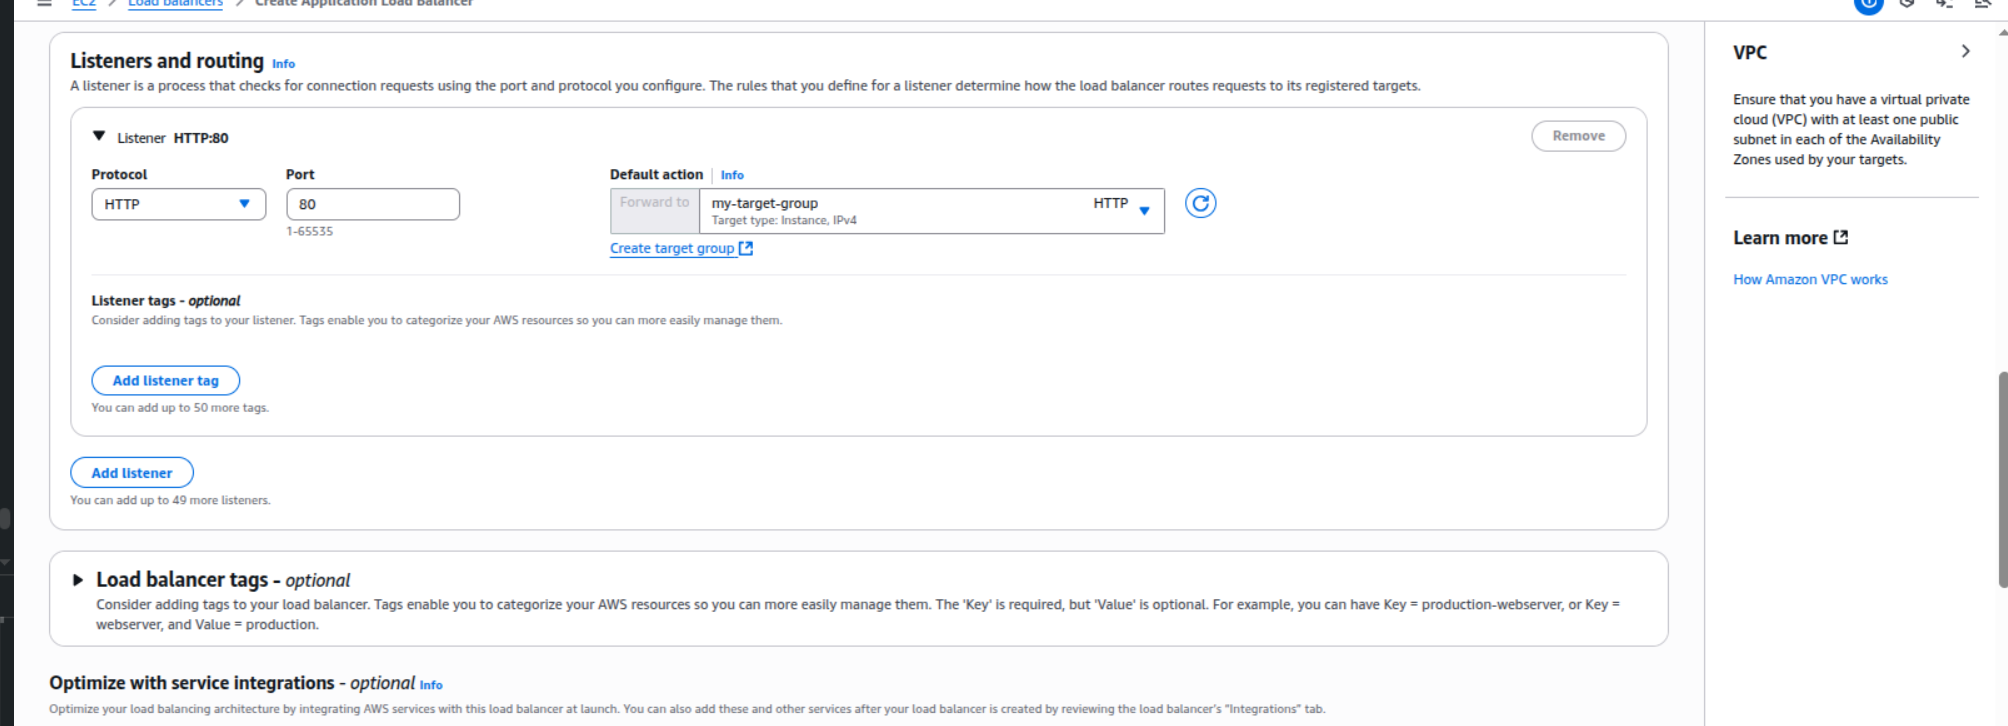 EC2 > Load balancers > Create Application Load Balancer
Listeners and routing Info
A listener is a process that checks for connection requests using the port and protocol you configure. The rules that you define for a listener determine how the load balancer routes requests to its registered targets.
Listener HTTP:80
Remove
Protocol
HTTP
Port
80
1-65535
Default action | Info
Forward to
my-target-group
Target type: Instance, IPv4
HTTP
Create target group
Listener tags - optional
Consider adding tags to your listener. Tags enable you to categorize your AWS resources so you can more easily manage them.
Add listener tag
You can add up to 50 more tags.
Add listener
You can add up to 49 more listeners.
Load balancer tags - optional
Consider adding tags to your load balancer. Tags enable you to categorize your AWS resources so you can more easily manage them. The 'Key' is required, but 'Value' is optional. For example, you can have Key = production-webserver, or Key =
webserver, and Value = production.
Optimize with service integrations - optional Info
Optimize your load balancing architecture by integrating AWS services with this load balancer at launch. You can also add these and other services after your load balancer is created by reviewing the load balancer's "Integrations" tab.
VPC
Ensure that you have a virtual private
cloud (VPC) with at least one public
subnet in each of the Availability
Zones used by your targets.
Learn more
How Amazon VPC works